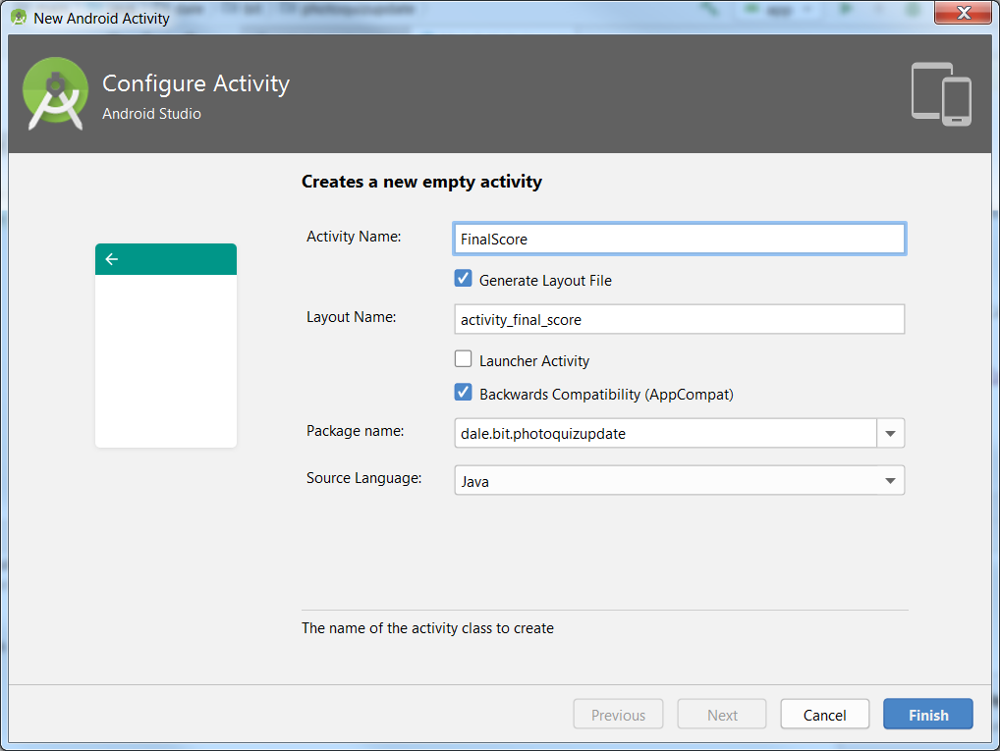 New Android Activity
Configure Activity
Android Studio
Creates a new empty activity
Activity Name: FinalScore
Generate Layout File
Layout Name: activity_final_score
Launcher Activity
Backwards Compatibility (AppCompat)
Package name: dale.bit.photoquizupdate
Source Language: Java
The name of the activity class to create
Previous Next Cancel Finish